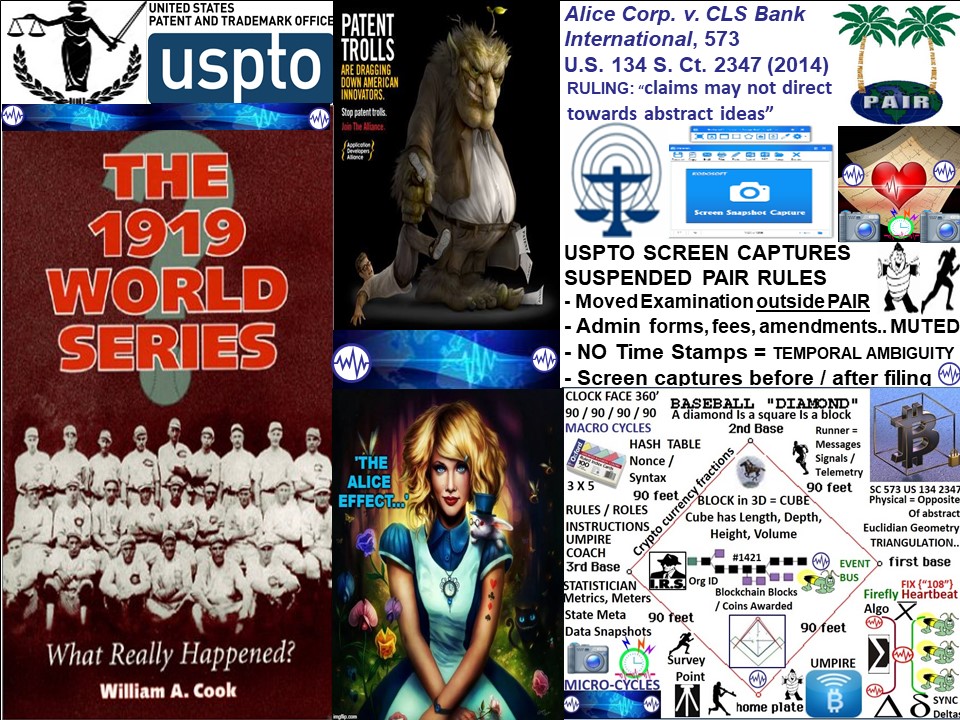 UNITED STATES
PATENT AND TRADEMARK OFFICE
uspto
THE
1919
WORLD
SERIES
What Really Happened?
William A. Cook
PATENT
TROLLS
ARE DRAGGING
DOWN AMERICAN
INNOVATORS.
Stop patent trolls.
Join The Alliance.
Application
Developers
Alliance
'THE
ALICE
EFFECT...'
imgflip.com
Alice Corp. v. CLS Bank
International, 573
U.S. 134 S. Ct. 2347 (2014)
RULING: “claims may not direct
towards abstract ideas”
PAIR
KODOSOFT
Screen Snapshot Capture
USPTO SCREEN CAPTURES
SUSPENDED PAIR RULES
- Moved Examination outside PAIR
- Admin forms, fees, amendments.. MUTED
- NO Time Stamps = TEMPORAL AMBIGUITY
- Screen captures before / after filing
CLOCK FACE 360'
90 / 90 / 90 / 90
MACRO CYCLES
BASEBALL "DIAMOND"
A diamond Is a square Is a block
2nd Base
HASH TABLE
Nonce /
Syntax
3 X 5
90 feet
Runner =
Messages
Signals /
Telemetry
90 feet
Crypto currency fractions
BLOCK in 3D = CUBE
Cube has Length, Depth,
Height, Volume
SC 573 US 134 2347
Physical = Opposite
Of abstract
Euclidian Geometry
TRIANGULATION..
RULES / ROLES
INSTRUCTIONS
UMPIRE
COACH
3rd Base
I.R.S.
Org ID
#1421
EVENT
BUS
first base
Blockchain Blocks
/ Coins Awarded
STATISTICIAN
Metrics, Meters
State Meta
Data Snapshots
90 feet
90 feet
FIX {"108"}
Firefly Heartbeat
Algo
Σ
Δ δ
SYNC
Deltas
MICRO-CYCLES
Survey
Point
home plate
UMPIRE